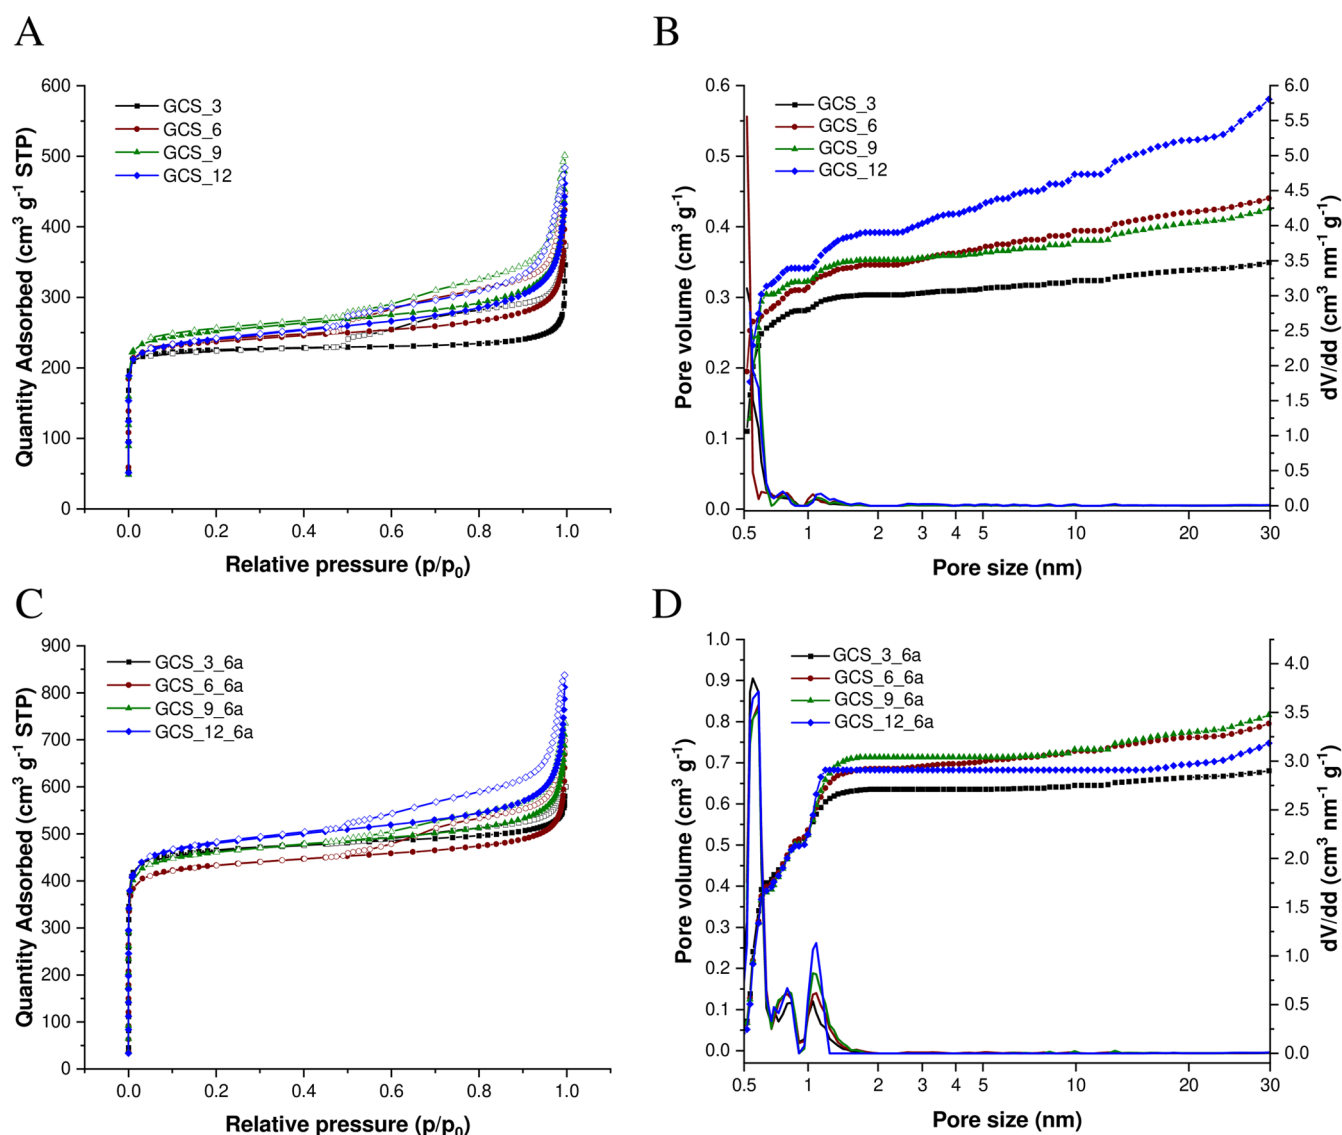 A
Quantity Adsorbed (cm³ g⁻¹ STP)
600
500
400
300
200
100
0
GCS_3
GCS_6
GCS_9
GCS_12
0.0
0.2
0.4
0.6
0.8
1.0
Relative pressure (p/p₀)
B
Pore volume (cm³ g⁻¹)
0.6
0.5
0.4
0.3
0.2
0.1
0.0
GCS_3
GCS_6
GCS_9
GCS_12
6.0
5.5
5.0
4.5
4.0
3.5
3.0
2.5
2.0
1.5
1.0
0.5
0.0
dV/dd (cm³ nm⁻¹ g⁻¹)
0.5
1
2
3
4
5
10
20
30
Pore size (nm)
C
Quantity Adsorbed (cm³ g⁻¹ STP)
900
800
700
600
500
400
300
200
100
0
GCS_3_6a
GCS_6_6a
GCS_9_6a
GCS_12_6a
0.0
0.2
0.4
0.6
0.8
1.0
Relative pressure (p/p₀)
D
Pore volume (cm³ g⁻¹)
1.0
0.9
0.8
0.7
0.6
0.5
0.4
0.3
0.2
0.1
0.0
GCS_3_6a
GCS_6_6a
GCS_9_6a
GCS_12_6a
4.0
3.5
3.0
2.5
2.0
1.5
1.0
0.5
0.0
dV/dd (cm³ nm⁻¹ g⁻¹)
0.5
1
2
3
4
5
10
20
30
Pore size (nm)